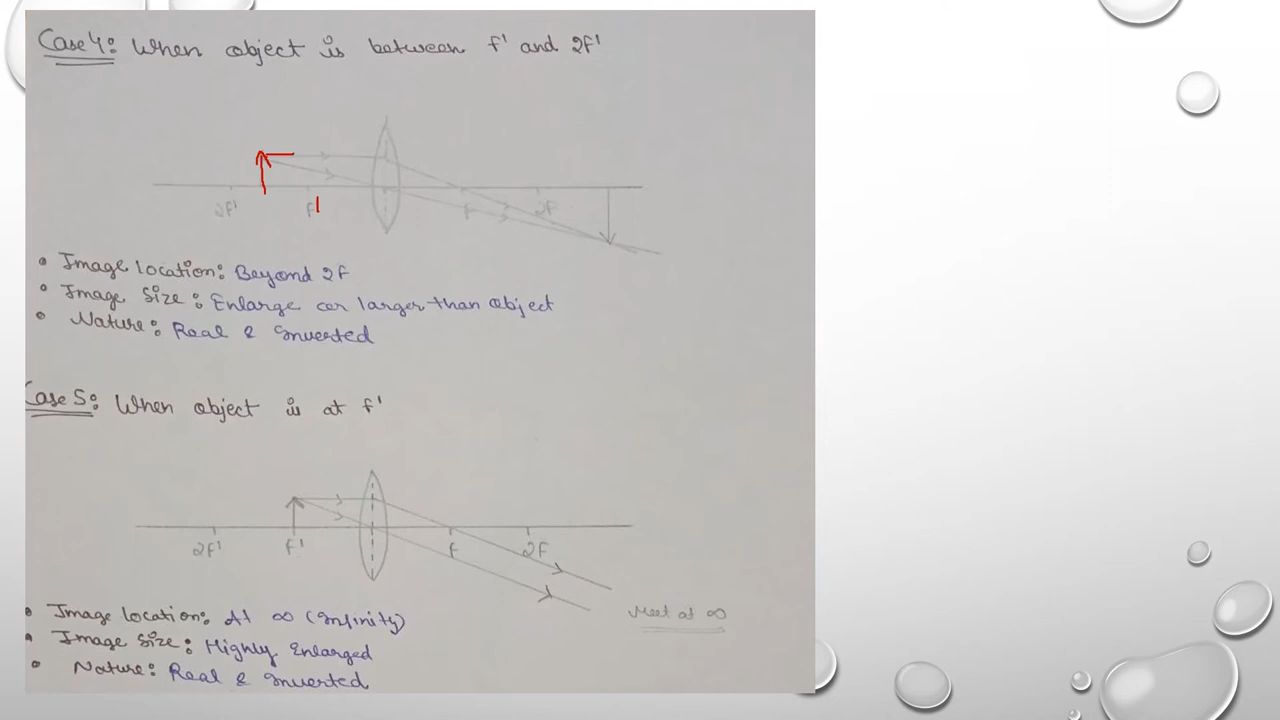 Case 4: When object is between f' and 2F'
2F' f' f 2F
Image location: Beyond 2F
Image Size: Enlarge or larger than object
Nature: Real & Inverted
Case 5: When object is at f'
2F' f' f 2F
Meet at ∞
Image location: At ∞ (Infinity)
Image Size: Highly Enlarged
Nature: Real & Inverted